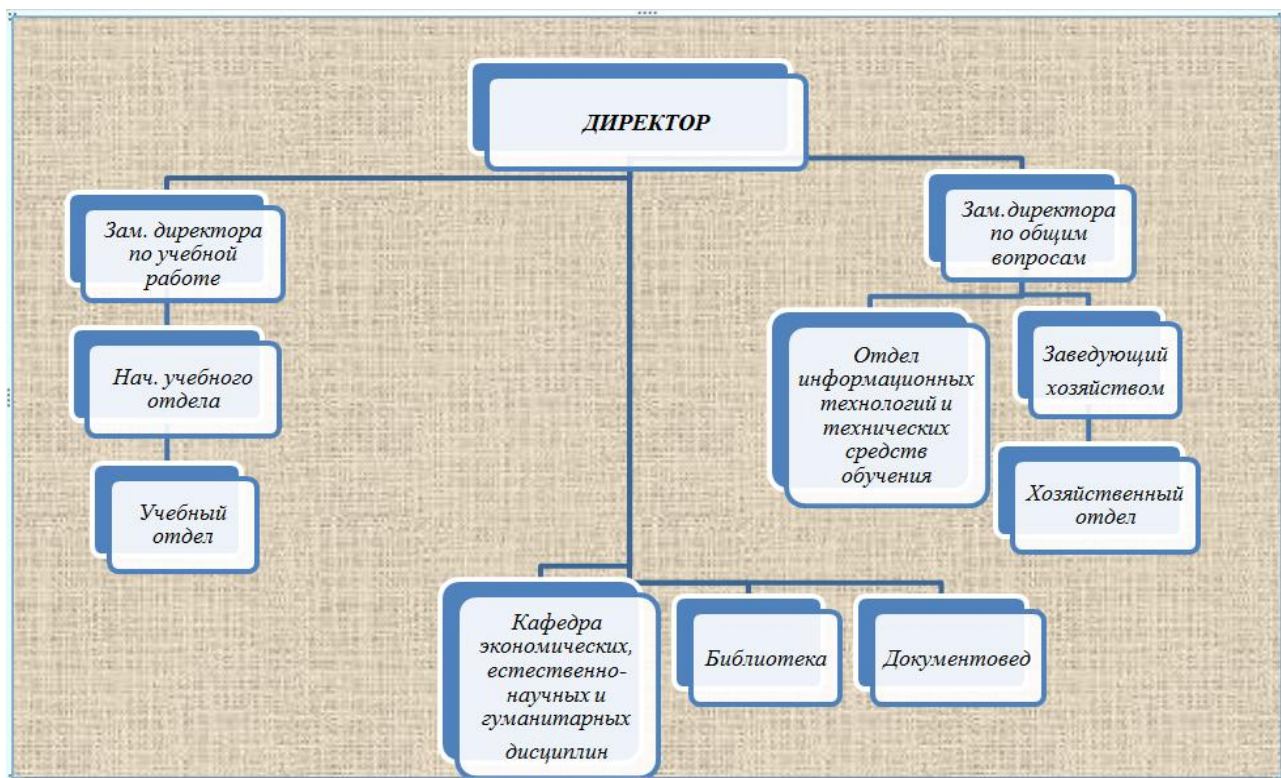 ДИРЕКТОР
Зам. директора
по учебной
работе
Зам.директора
по общим
вопросам
Нач. учебного
отдела
Отдел
информационных
технологий и
технических
средств
обучения
Заведующий
хозяйством
Учебный
отдел
Хозяйственный
отдел
Кафедра
экономических,
естественно-
научных и
гуманитарных
дисциплин
Библиотека
Документовед